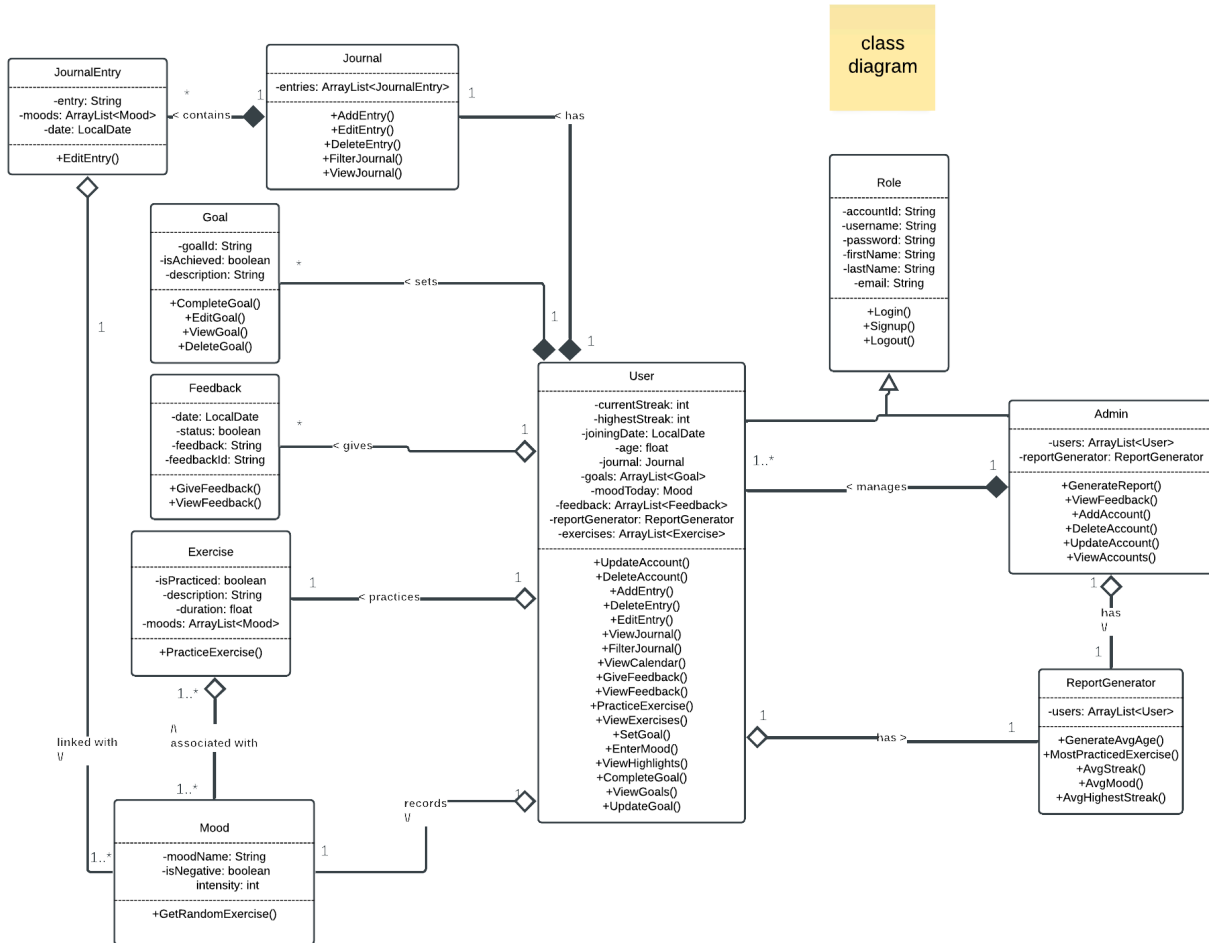 class
diagram
JournalEntry
-entry: String
-moods: ArrayList<Mood>
-date: LocalDate
+EditEntry()
*
< contains
1
Journal
-entries: ArrayList<JournalEntry>
+AddEntry()
+EditEntry()
+DeleteEntry()
+FilterJournal()
+ViewJournal()
1
< has
1
Goal
-goalId: String
-isAchieved: boolean
-description: String
+CompleteGoal()
+EditGoal()
+ViewGoal()
+DeleteGoal()
*
< sets
1
Feedback
-date: LocalDate
-status: boolean
-feedback: String
-feedbackId: String
+GiveFeedback()
+ViewFeedback()
*
< gives
1
Exercise
-isPracticed: boolean
-description: String
-duration: float
-moods: ArrayList<Mood>
+PracticeExercise()
1
< practices
1
1..*
/\
associated with
1..*
1
linked with
\/
1..*
Mood
-moodName: String
-isNegative: boolean
intensity: int
+GetRandomExercise()
1
records
\/
1
User
-currentStreak: int
-highestStreak: int
-joiningDate: LocalDate
-age: float
-journal: Journal
-goals: ArrayList<Goal>
-moodToday: Mood
-feedback: ArrayList<Feedback>
-reportGenerator: ReportGenerator
-exercises: ArrayList<Exercise>
+UpdateAccount()
+DeleteAccount()
+AddEntry()
+DeleteEntry()
+EditEntry()
+ViewJournal()
+FilterJournal()
+ViewCalendar()
+GiveFeedback()
+ViewFeedback()
+PracticeExercise()
+ViewExercises()
+SetGoal()
+EnterMood()
+ViewHighlights()
+CompleteGoal()
+ViewGoals()
+UpdateGoal()
Role
-accountId: String
-username: String
-password: String
-firstName: String
-lastName: String
-email: String
+Login()
+Signup()
+Logout()
1..*
< manages
1
Admin
-users: ArrayList<User>
-reportGenerator: ReportGenerator
+GenerateReport()
+ViewFeedback()
+AddAccount()
+DeleteAccount()
+UpdateAccount()
+ViewAccounts()
1
has
\/
1
1
has >
1
ReportGenerator
-users: ArrayList<User>
+GenerateAvgAge()
+MostPracticedExercise()
+AvgStreak()
+AvgMood()
+AvgHighestStreak()